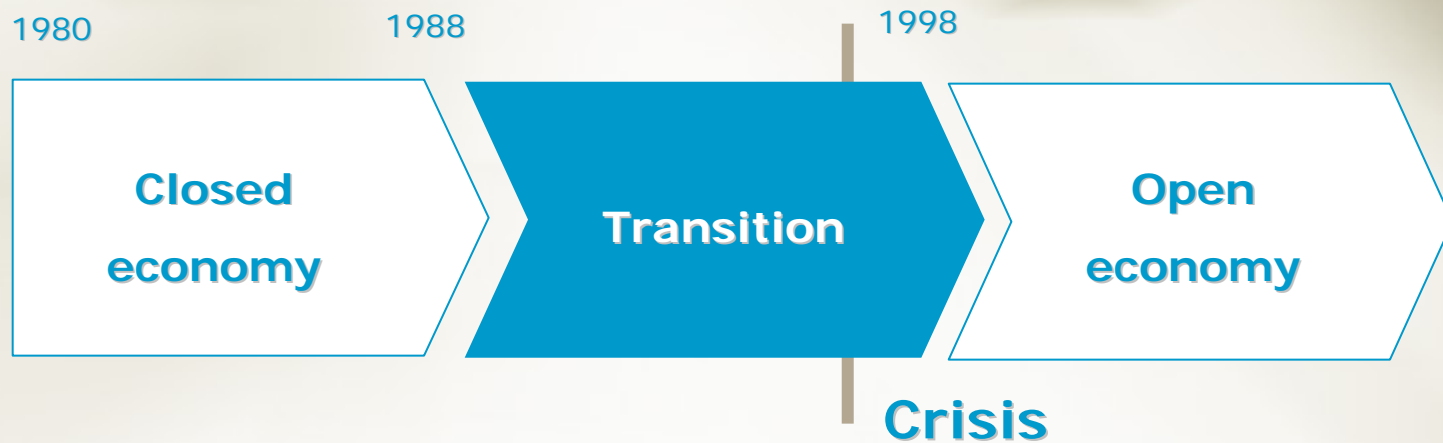 1980
1988
1998
Closed
economy
Transition
Open
economy
Crisis